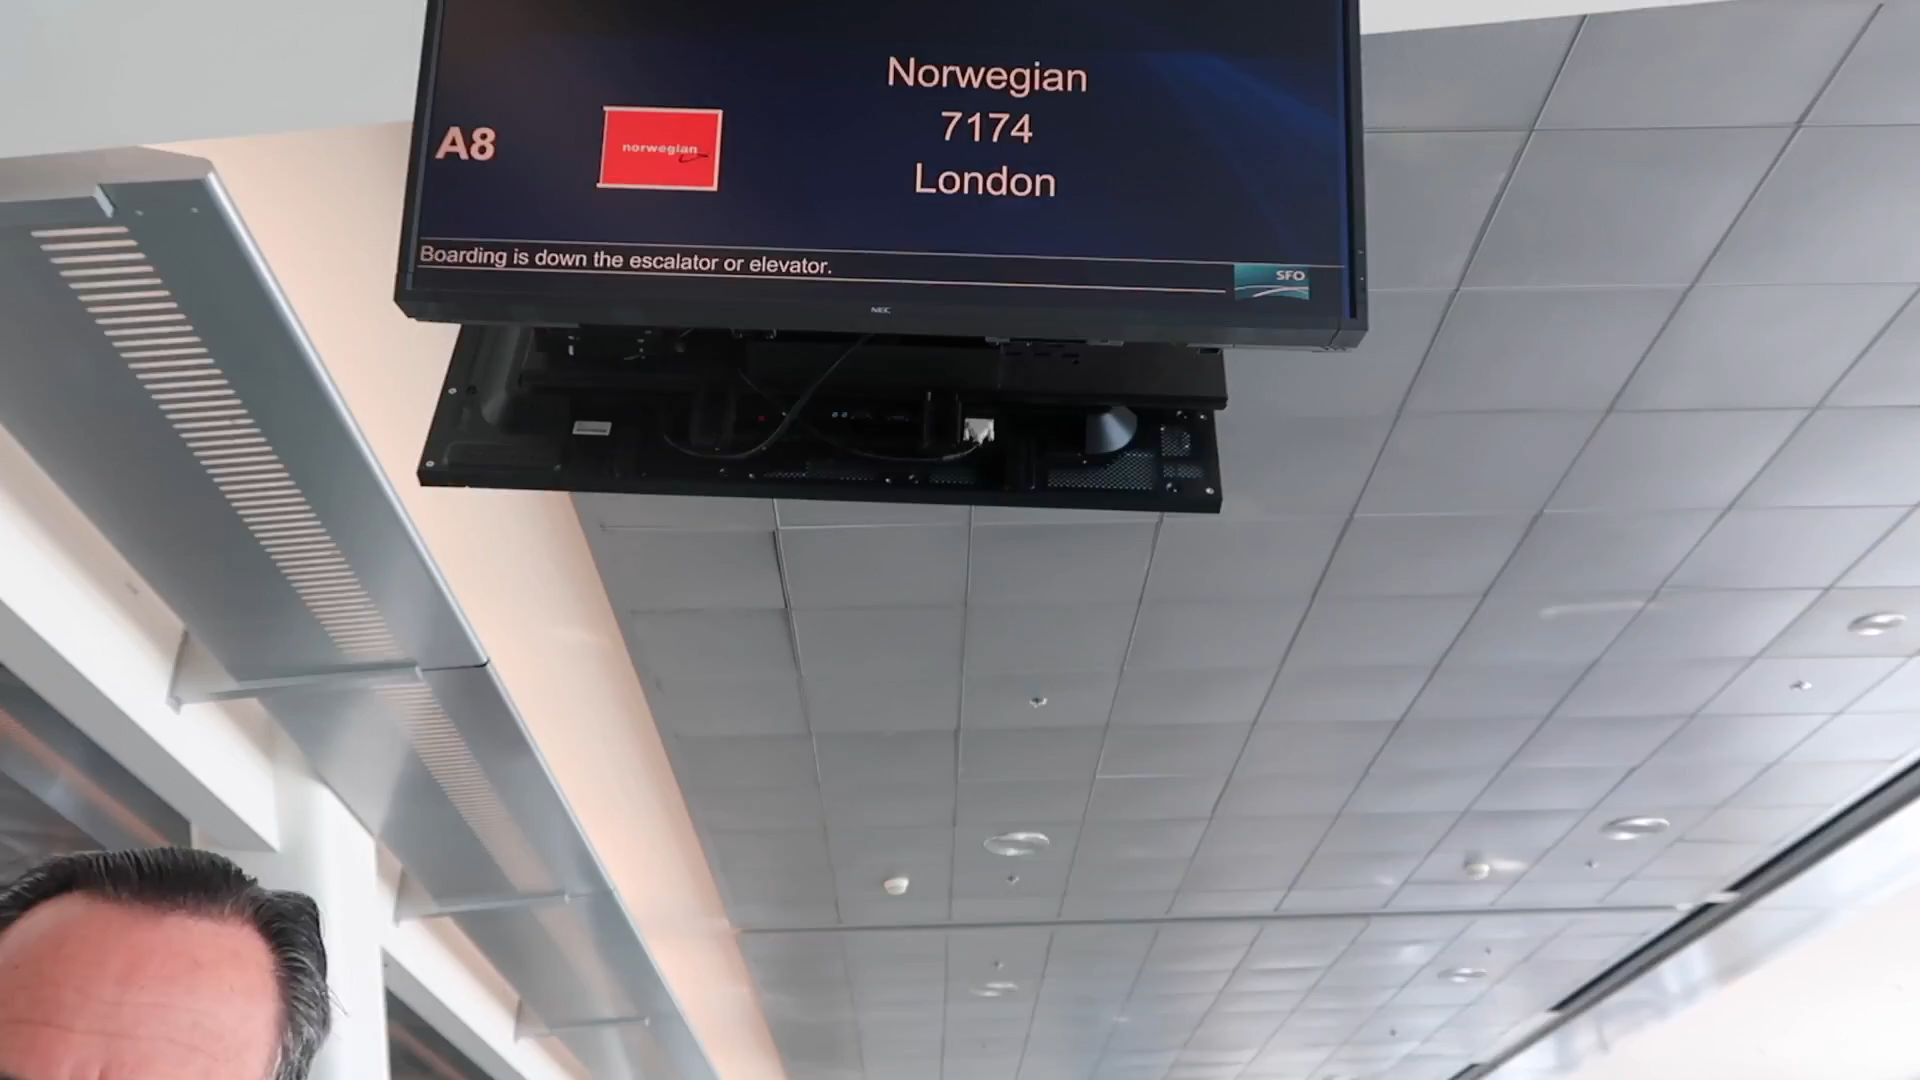 Norwegian
7174
A8
norwegian
London
Boarding is down the escalator or elevator.
SFO
NEC